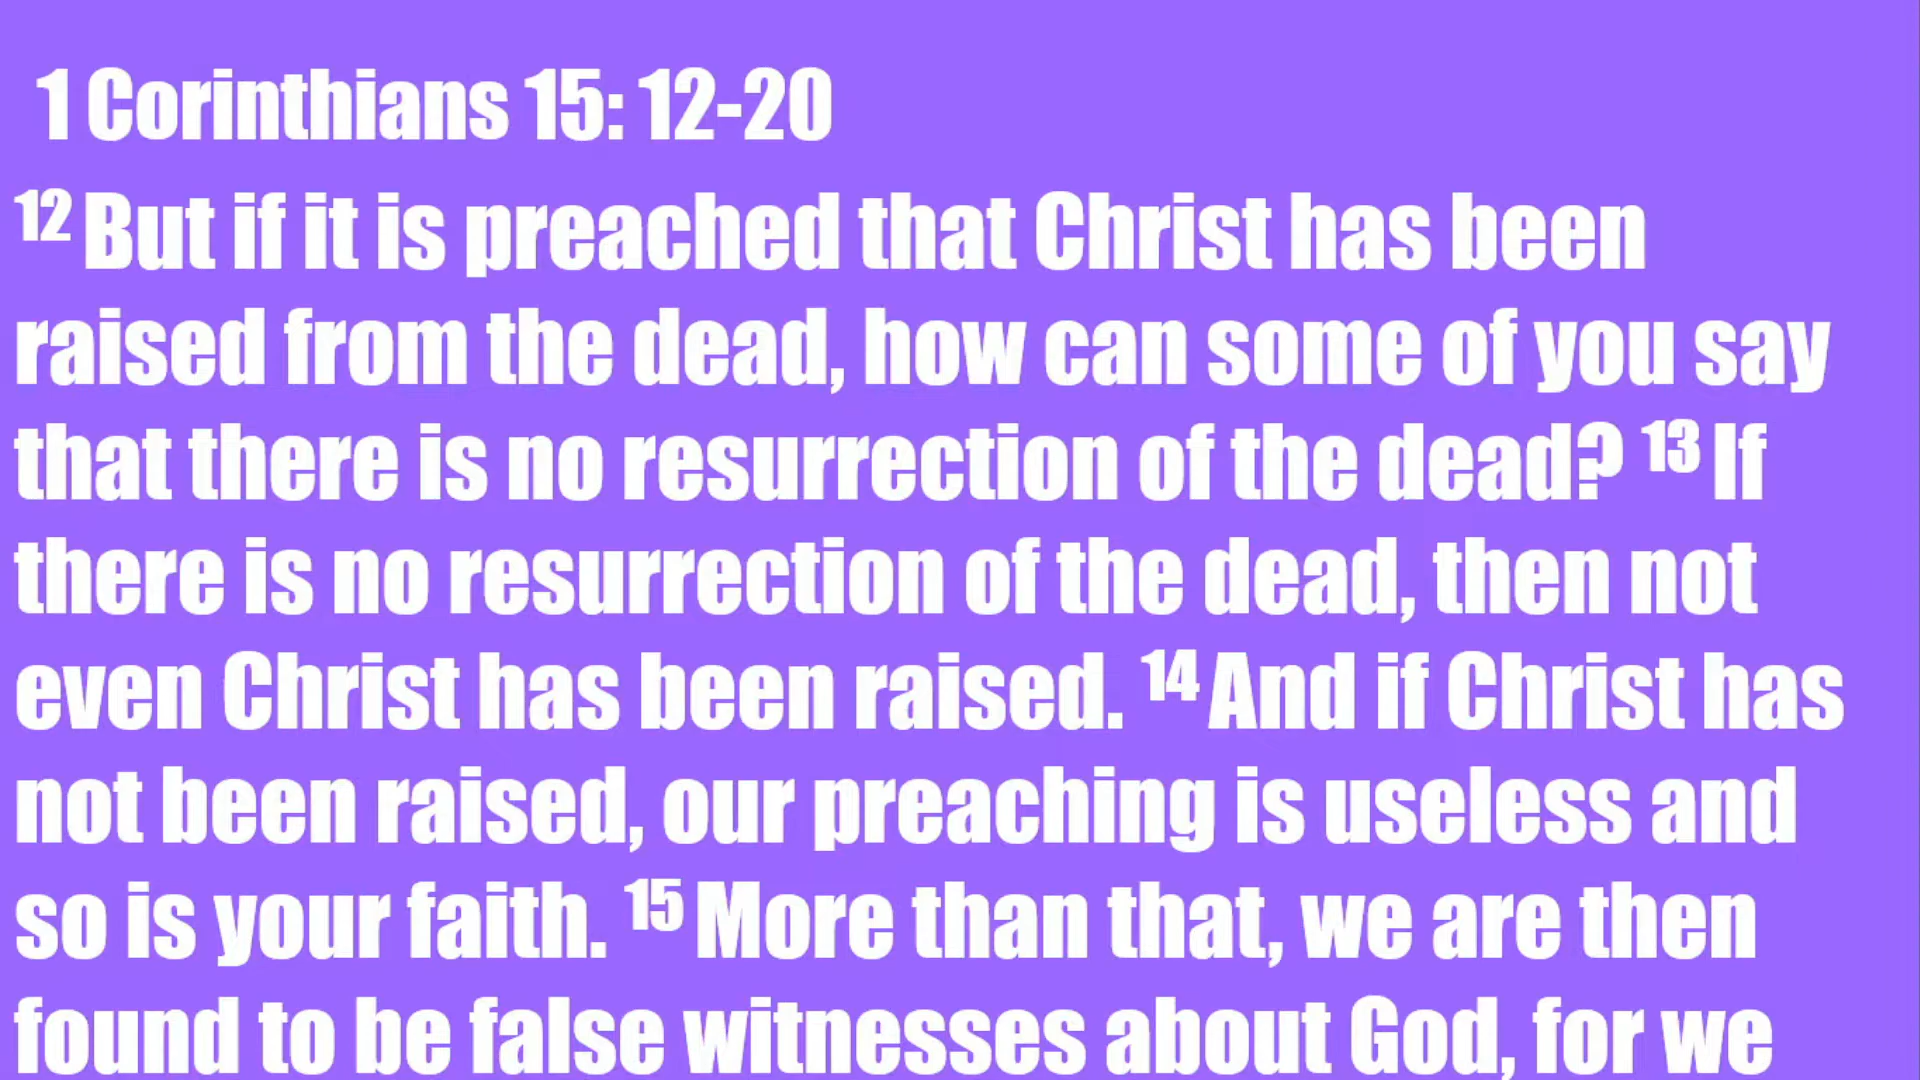 1 Corinthians 15: 12-20
12 But if it is preached that Christ has been
raised from the dead, how can some of you say
that there is no resurrection of the dead? 13 If
there is no resurrection of the dead, then not
even Christ has been raised. 14 And if Christ has
not been raised, our preaching is useless and
so is your faith. 15 More than that, we are then
found to be false witnesses about God, for we